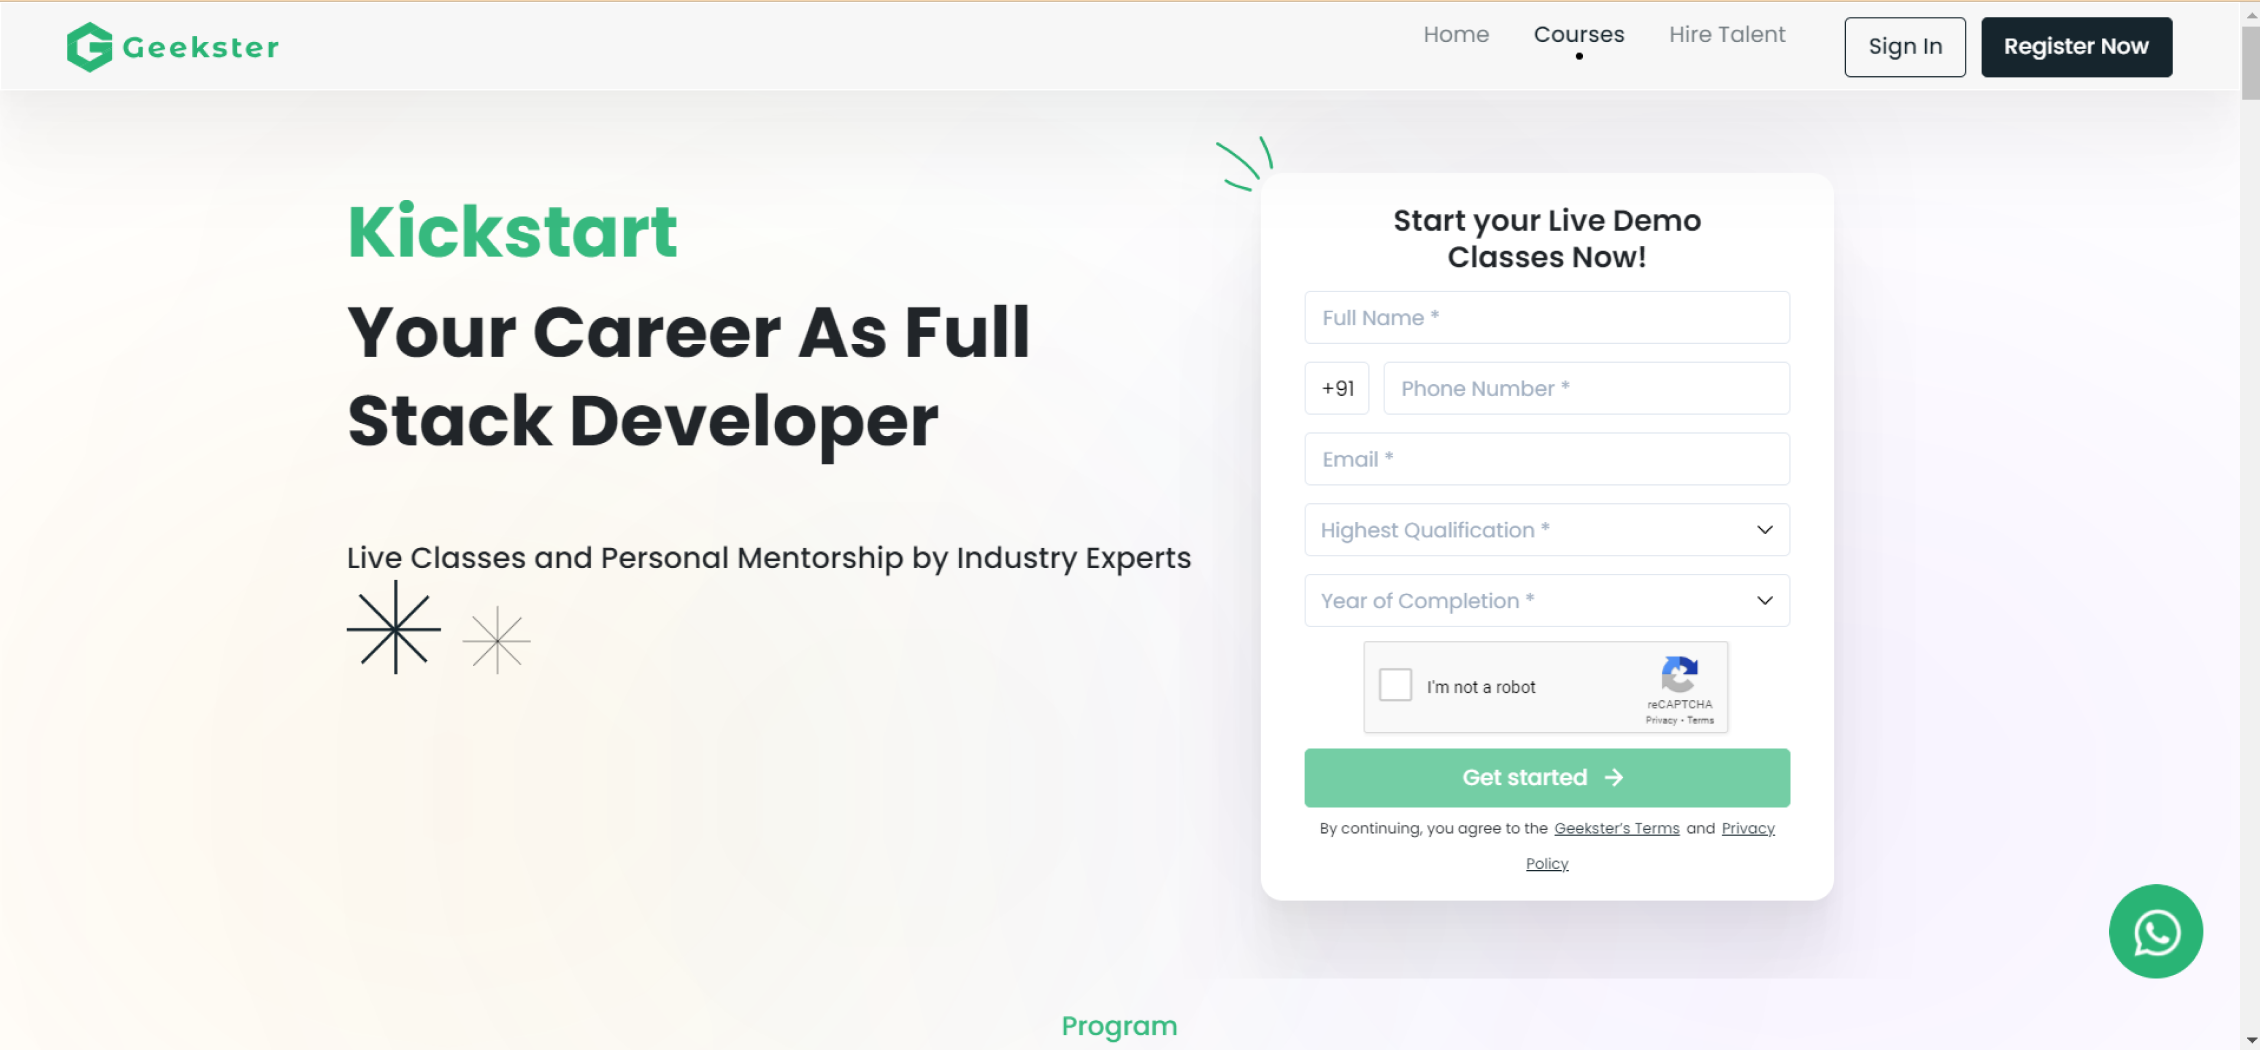 Geekster
Home
Courses
Hire Talent
Sign In
Register Now
Kickstart
Your Career As Full
Stack Developer
Live Classes and Personal Mentorship by Industry Experts
Start your Live Demo
Classes Now!
Full Name *
+91
Phone Number *
Email *
Highest Qualification *
Year of Completion *
I'm not a robot
reCAPTCHA
Privacy - Terms
Get started
By continuing, you agree to the Geekster's Terms and Privacy
Policy
Program